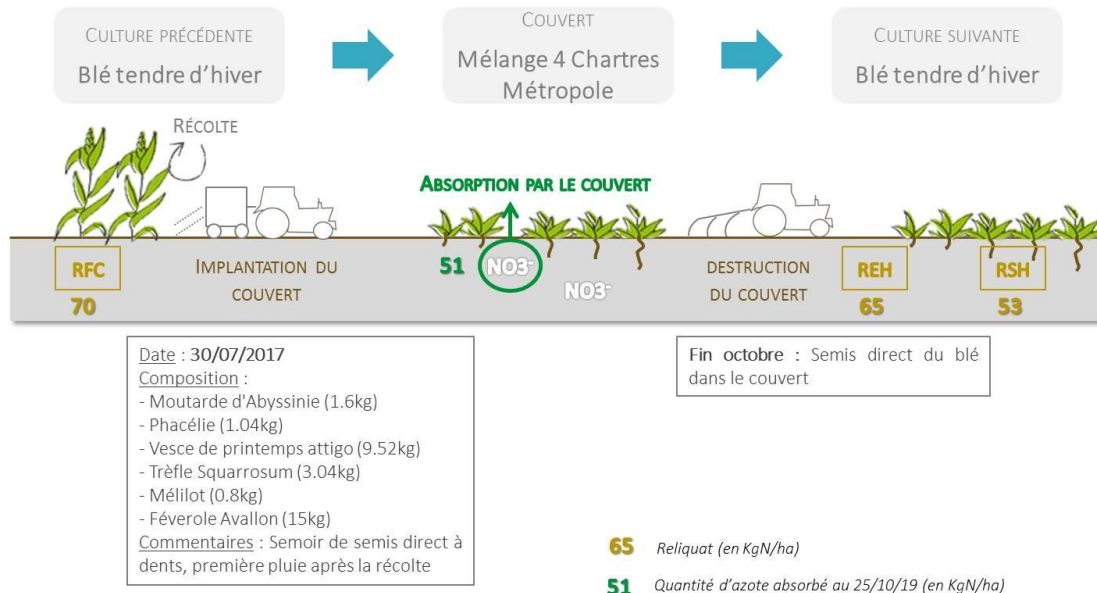 CULTURE PRÉCÉDENTE
Blé tendre d'hiver
COUVERT
Mélange 4 Chartres
Métropole
CULTURE SUIVANTE
Blé tendre d'hiver
RÉCOLTE
ABSORPTION PAR LE COUVERT
RFC
70
IMPLANTATION DU
COUVERT
51
NO3-
NO3-
DESTRUCTION
DU COUVERT
REH
65
RSH
53
Date : 30/07/2017
Composition :
- Moutarde d'Abyssinie (1.6kg)
- Phacélie (1.04kg)
- Vesce de printemps attigo (9.52kg)
- Trèfle Squarrosum (3.04kg)
- Mélilot (0.8kg)
- Féverole Avallon (15kg)
Commentaires : Semoir de semis direct à
dents, première pluie après la récolte
Fin octobre : Semis direct du blé
dans le couvert
65 Reliquat (en KgN/ha)
51 Quantité d'azote absorbé au 25/10/19 (en KgN/ha)